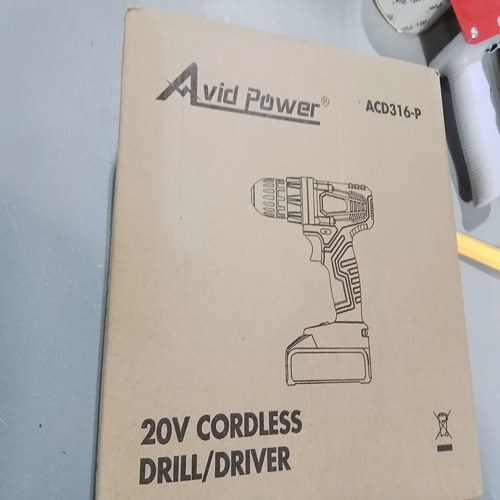 Avid Power®
ACD316-P
20V CORDLESS
DRILL/DRIVER